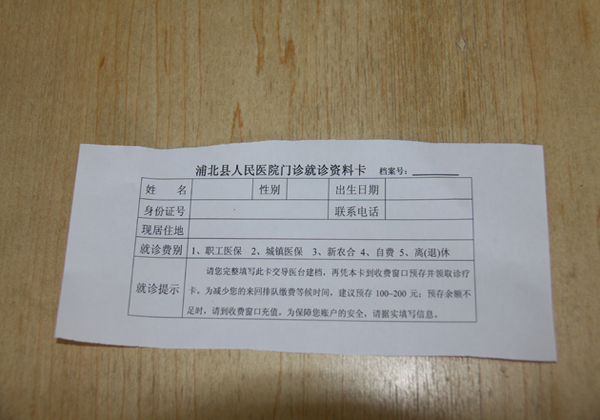 浦北县人民医院门诊就诊资料卡 档案号:
姓 名 性别 出生日期
身份证号 联系电话
现居住地
就诊费别 1、职工医保 2、城镇医保 3、新农合 4、自费 5、离(退)休
就诊提示
请您完整填写此卡交导医台建档，再凭本卡到收费窗口预存并领取诊疗
卡。为减少您的来回排队缴费等候时间，建议预存 100~200 元；预存余额不
足时，请到收费窗口充值。为保障您账户的安全，请据实填写信息。